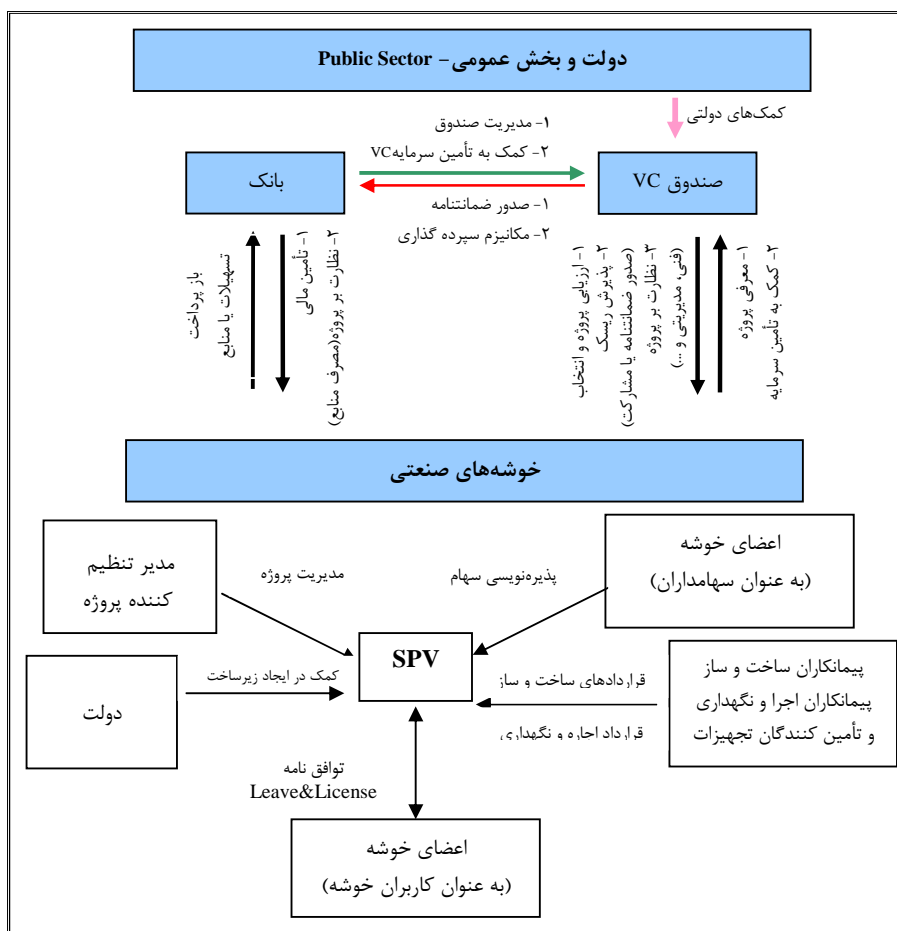 دولت و بخش عمومی – Public Sector
کمک‌های دولتی
۱- مدیریت صندوق
۲- کمک به تأمین سرمایه VC
صندوق VC
بانک
۱- صدور ضمانتنامه
۲- مکانیزم سپرده گذاری
۱- ارزیابی پروژه و انتخاب
۲- پذیرش ریسک
(صدور ضمانتنامه یا مشارکت)
۳- نظارت بر پروژه
(فنی، مدیریتی و ...)
۱- معرفی پروژه
۲- کمک به تأمین سرمایه
باز پرداخت
تسهیلات یا منابع
۱- تأمین مالی
۲- نظارت بر پروژه(مصرف منابع)
خوشه‌های صنعتی
اعضای خوشه
(به عنوان سهامداران)
مدیر تنظیم
کننده پروژه
پذیره‌نویسی سهام
مدیریت پروژه
SPV
پیمانکاران ساخت و ساز
پیمانکاران اجرا و نگهداری
و تأمین کنندگان تجهیزات
قراردادهای ساخت و ساز
قرارداد اجاره و نگهداری
کمک در ایجاد زیرساخت
دولت
توافق نامه
Leave&License
اعضای خوشه
(به عنوان کاربران خوشه)